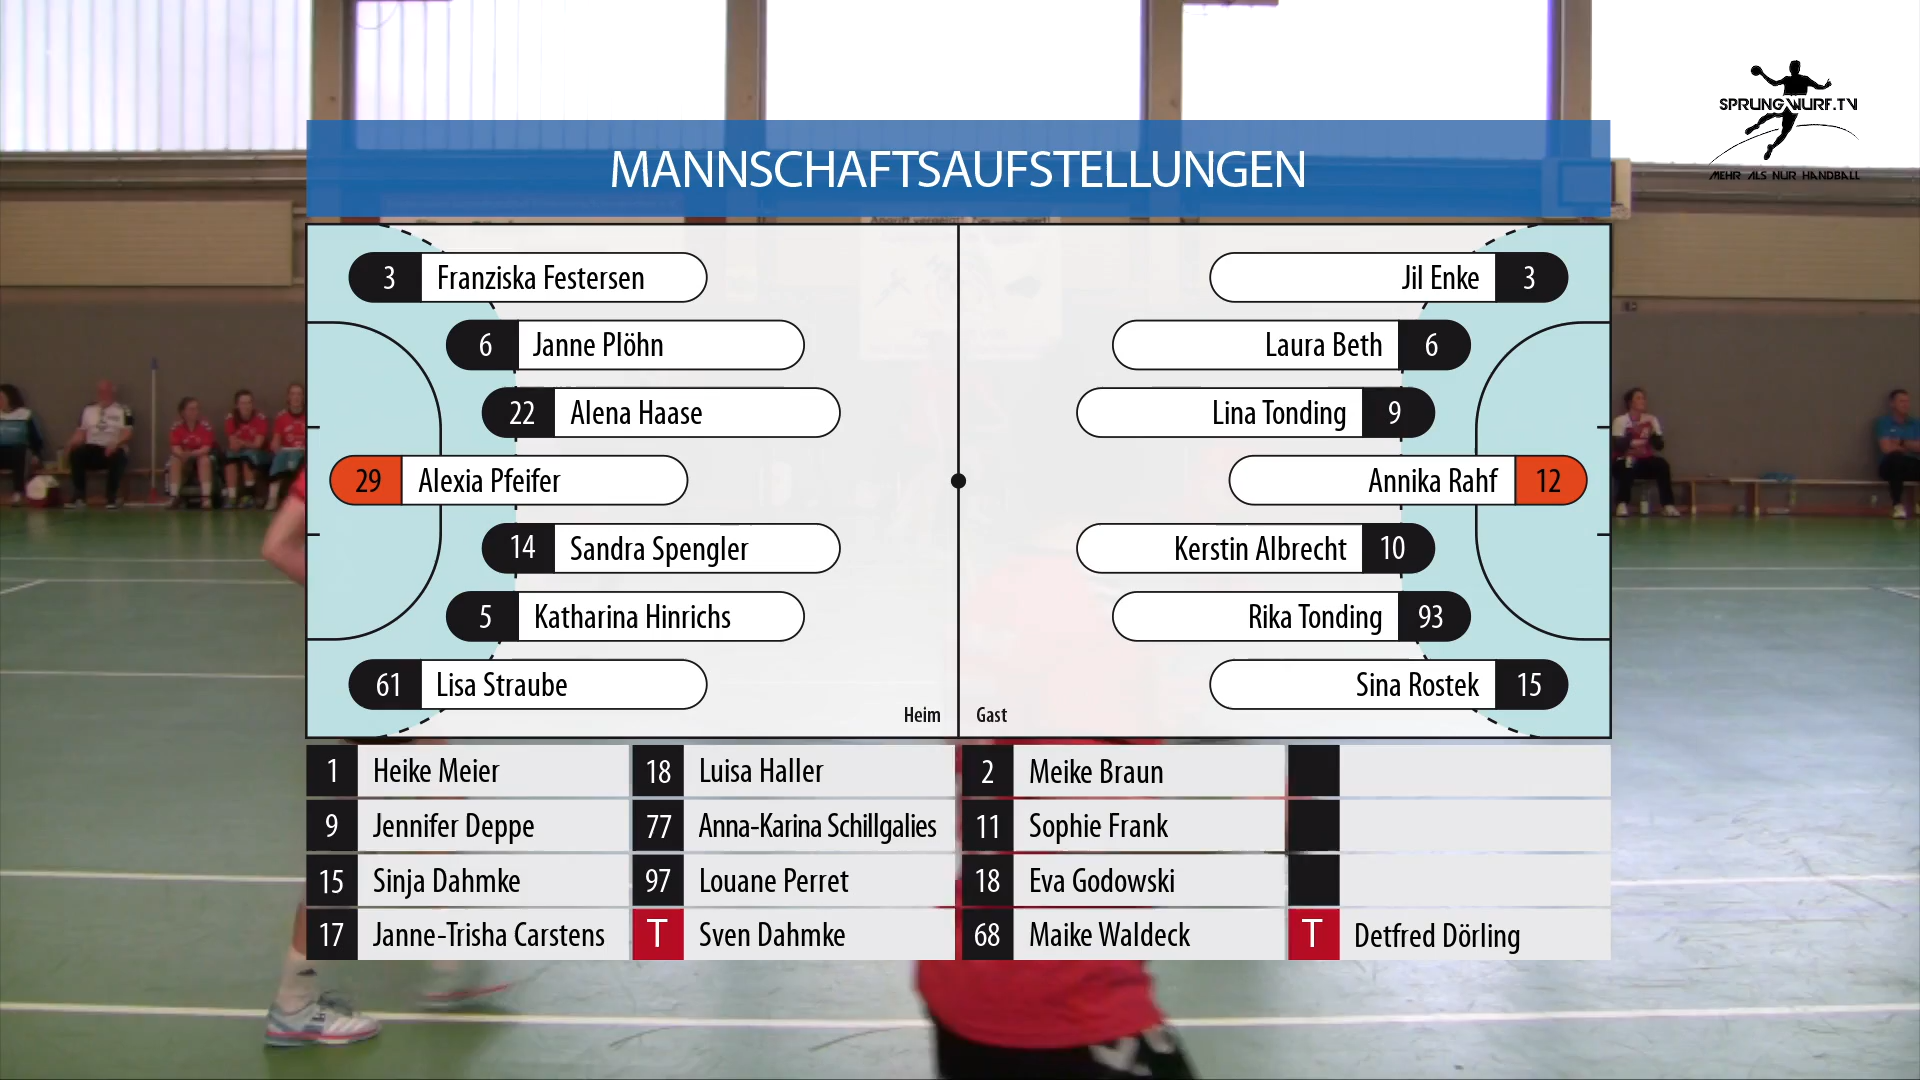 SPRUNGWURF.TV
MEHR ALS NUR HANDBALL
MANNSCHAFTSAUFSTELLUNGEN
3 Franziska Festersen
6 Janne Plöhn
22 Alena Haase
29 Alexia Pfeifer
14 Sandra Spengler
5 Katharina Hinrichs
61 Lisa Straube
Heim
Jil Enke 3
Laura Beth 6
Lina Tonding 9
Annika Rahf 12
Kerstin Albrecht 10
Rika Tonding 93
Sina Rostek 15
Gast
1 Heike Meier 18 Luisa Haller
9 Jennifer Deppe 77 Anna-Karina Schillgalies
15 Sinja Dahmke 97 Louane Perret
17 Janne-Trisha Carstens T Sven Dahmke
2 Meike Braun
11 Sophie Frank
18 Eva Godowski
68 Maike Waldeck T Detfred Dörling